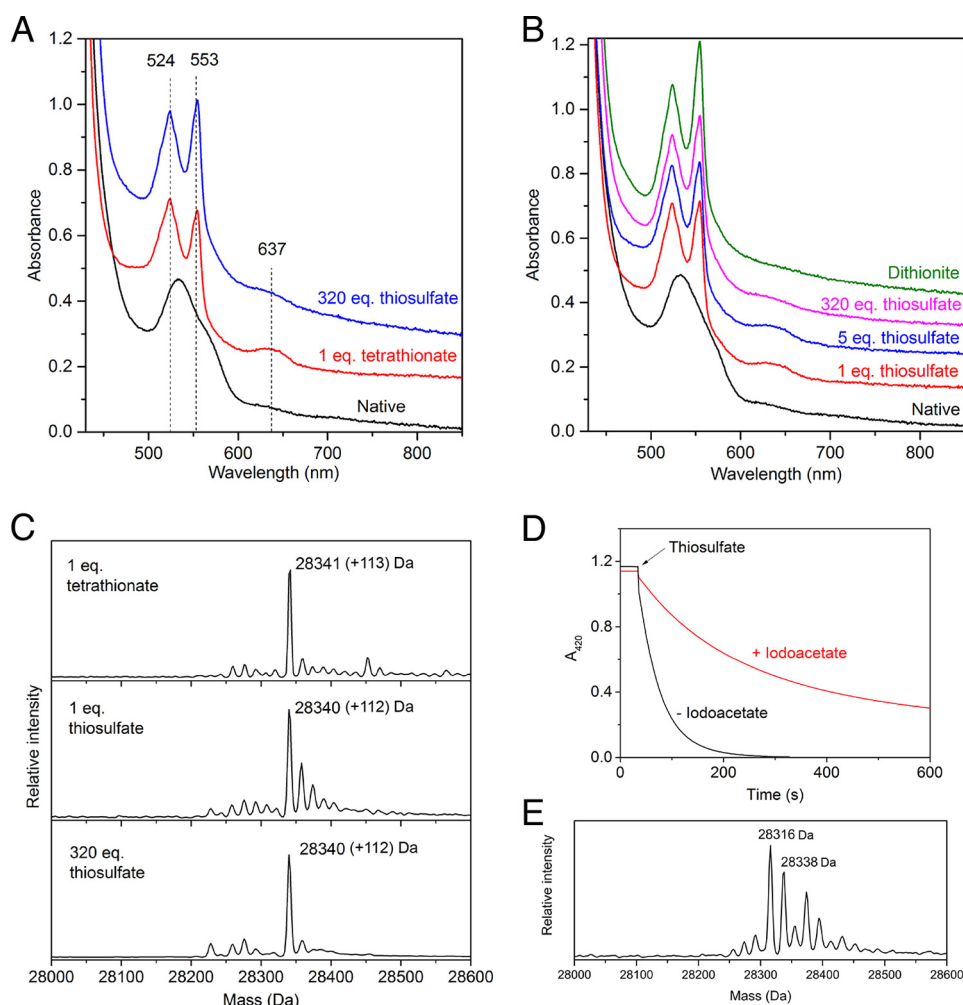 A
1.2
1.0
0.8
0.6
0.4
0.2
0.0
Absorbance
524
553
637
320 eq. thiosulfate
1 eq. tetrathionate
Native
500
600
700
800
Wavelength (nm)
B
1.2
1.0
0.8
0.6
0.4
0.2
0.0
Absorbance
Dithionite
320 eq. thiosulfate
5 eq. thiosulfate
1 eq. thiosulfate
Native
500
600
700
800
Wavelength (nm)
C
1 eq.
tetrathionate
28341 (+113) Da
1 eq.
thiosulfate
28340 (+112) Da
320 eq.
thiosulfate
28340 (+112) Da
Relative intensity
28000
28100
28200
28300
28400
28500
28600
Mass (Da)
D
1.2
0.8
0.4
0.0
A420
Thiosulfate
+ Iodoacetate
- Iodoacetate
0
200
400
600
Time (s)
E
28316 Da
28338 Da
Relative intensity
28000
28100
28200
28300
28400
28500
28600
Mass (Da)